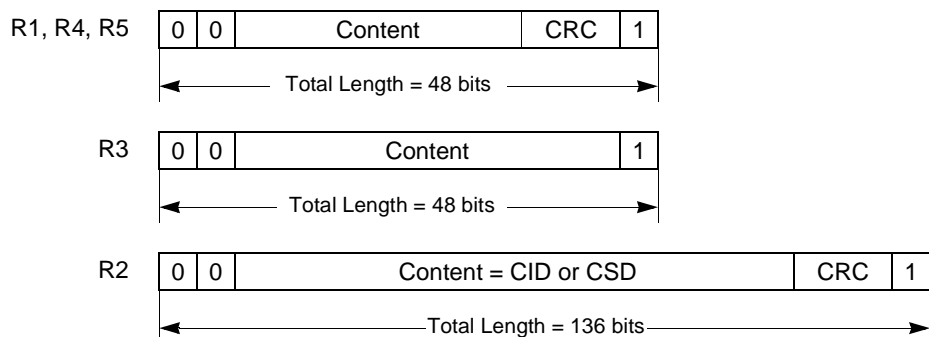 R1, R4, R5 0 0 Content CRC 1
Total Length = 48 bits
R3 0 0 Content 1
Total Length = 48 bits
R2 0 0 Content = CID or CSD CRC 1
Total Length = 136 bits